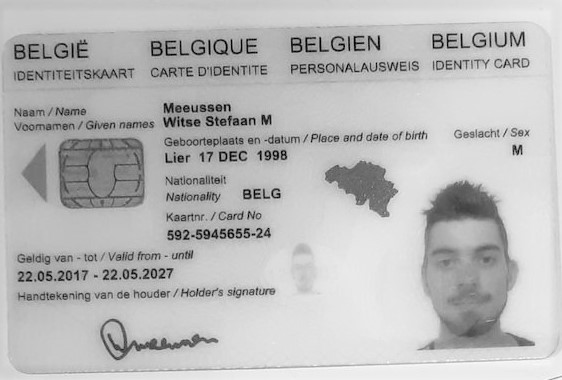 BELGIË BELGIQUE BELGIEN BELGIUM
IDENTITEITSKAART CARTE D'IDENTITE PERSONALAUSWEIS IDENTITY CARD
Naam / Name
Meeussen
Voornamen / Given names
Witse Stefaan M
Geboorteplaats en -datum / Place and date of birth
Lier 17 DEC 1998
Geslacht / Sex
M
Nationaliteit
Nationality BELG
Kaartnr. / Card No
592-5945655-24
Geldig van - tot / Valid from - until
22.05.2017 - 22.05.2027
Handtekening van de houder / Holder's signature